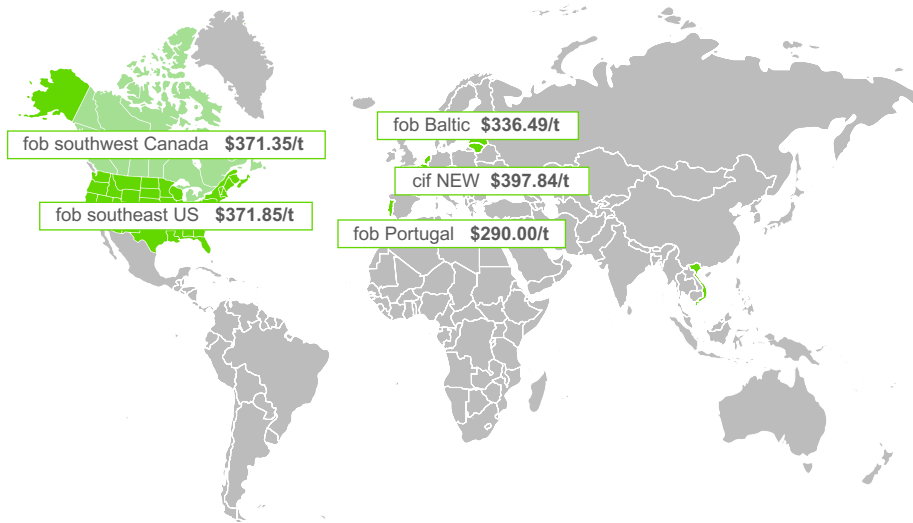 fob southwest Canada $371.35/t
fob southeast US $371.85/t
fob Baltic $336.49/t
cif NEW $397.84/t
fob Portugal $290.00/t